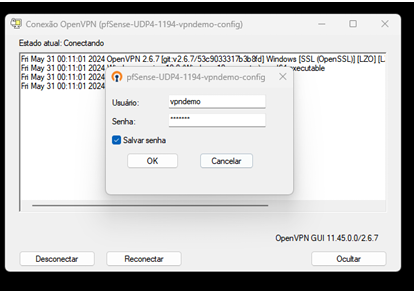 Conexão OpenVPN (pfSense-UDP4-1194-vpndemo-config)
Estado atual: Conectando
Fri May 31 00:11:01 2024 OpenVPN 2.6.7 [git:v2.6.7/53c9033317b3b8fd] Windows [SSL (OpenSSL)] [LZO] [L
Fri May 31 00:11:01 2024
Fri May 31 00:11:01 2024 executable
Fri May 31 00:11:01 2024
pfSense-UDP4-1194-vpndemo-config
Usuário: vpndemo
Senha: *******
Salvar senha
OK Cancelar
OpenVPN GUI 11.45.0.0/2.6.7
Desconectar Reconectar Ocultar